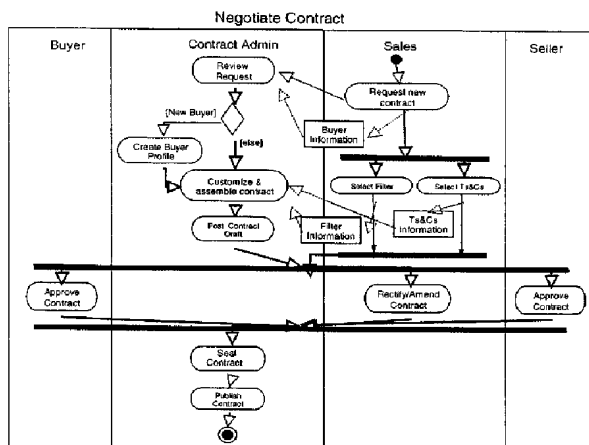 Negotiate Contract
Buyer
Contract Admin
Sales
Seller
Review
Request
Request new
contract
[New Buyer]
Buyer
Information
[else]
Create Buyer
Profile
Customize &
assemble contract
Select Filter
Select Ts&Cs
Post Contract
Draft
Filter
Information
Ts&Cs
Information
Approve
Contract
Rectify/Amend
Contract
Approve
Contract
Seal
Contract
Publish
Contract